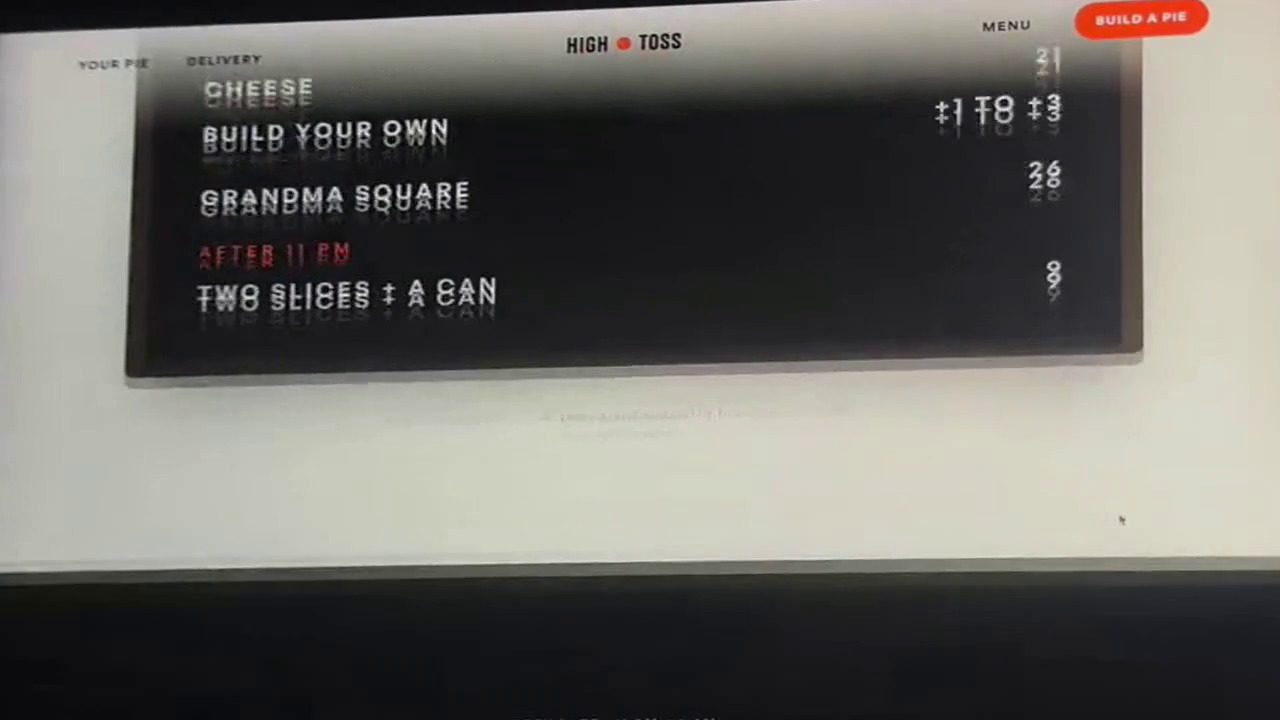 YOUR PIE
DELIVERY
HIGH TOSS
MENU
BUILD A PIE
CHEESE 21
BUILD YOUR OWN +1 TO +3
GRANDMA SQUARE 26
AFTER 11 PM
TWO SLICES + A CAN 9